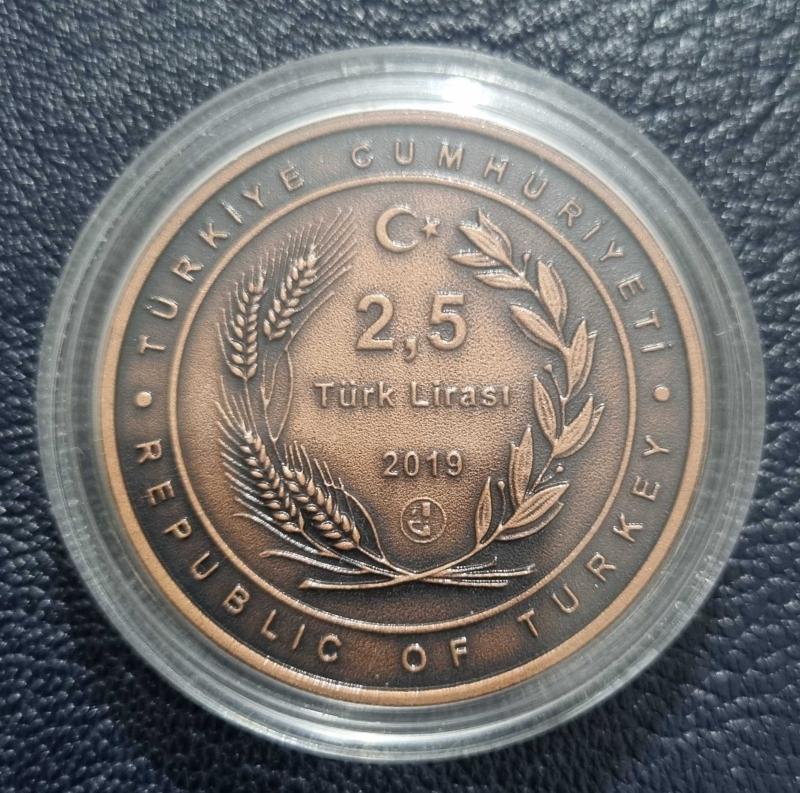 TÜRKİYE CUMHURİYETİ
2,5
Türk Lirası
2019
REPUBLIC OF TURKEY